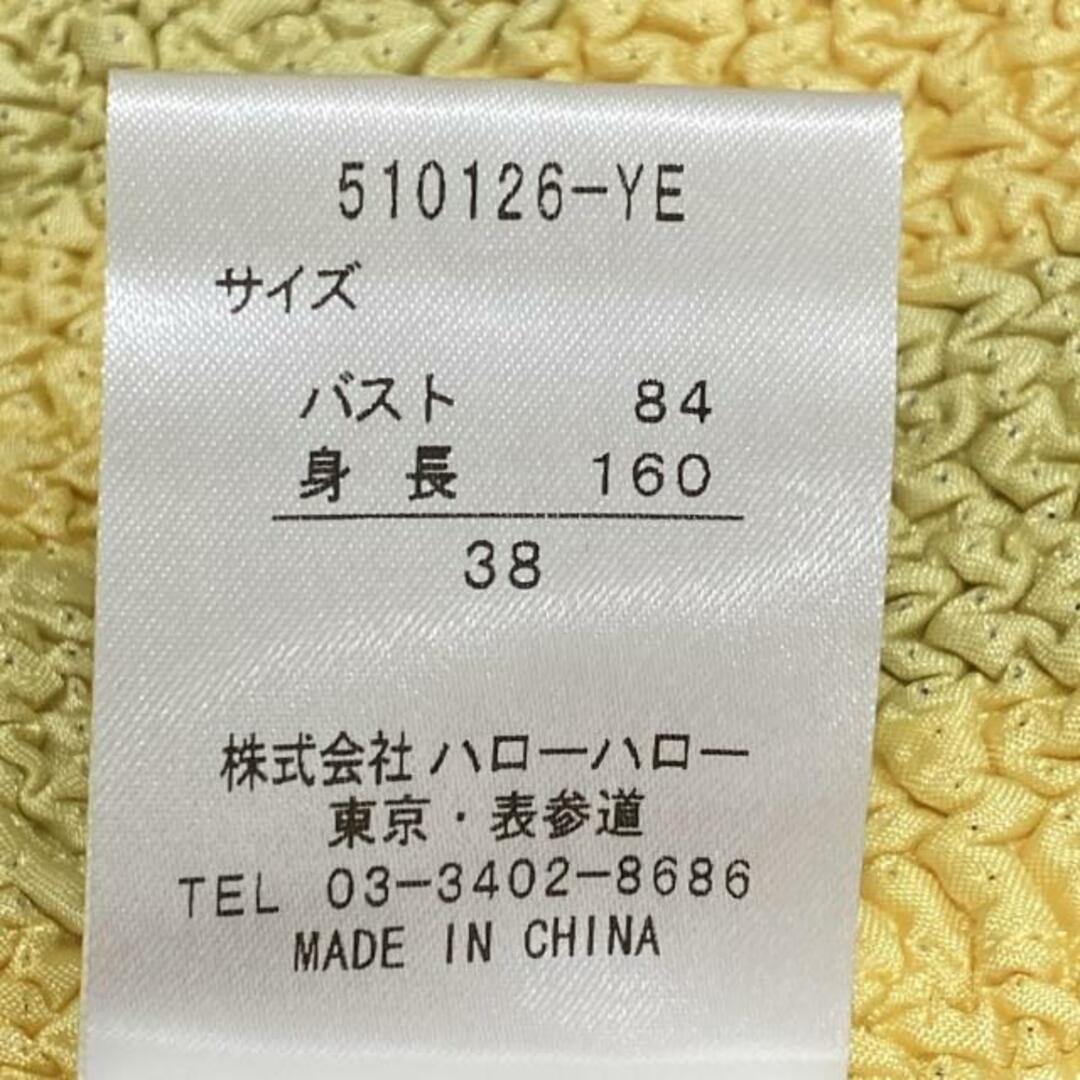 510126-YE
サイズ
バスト 84
身長 160
38
株式会社 ハローハロー
東京・表参道
TEL 03-3402-8686
MADE IN CHINA